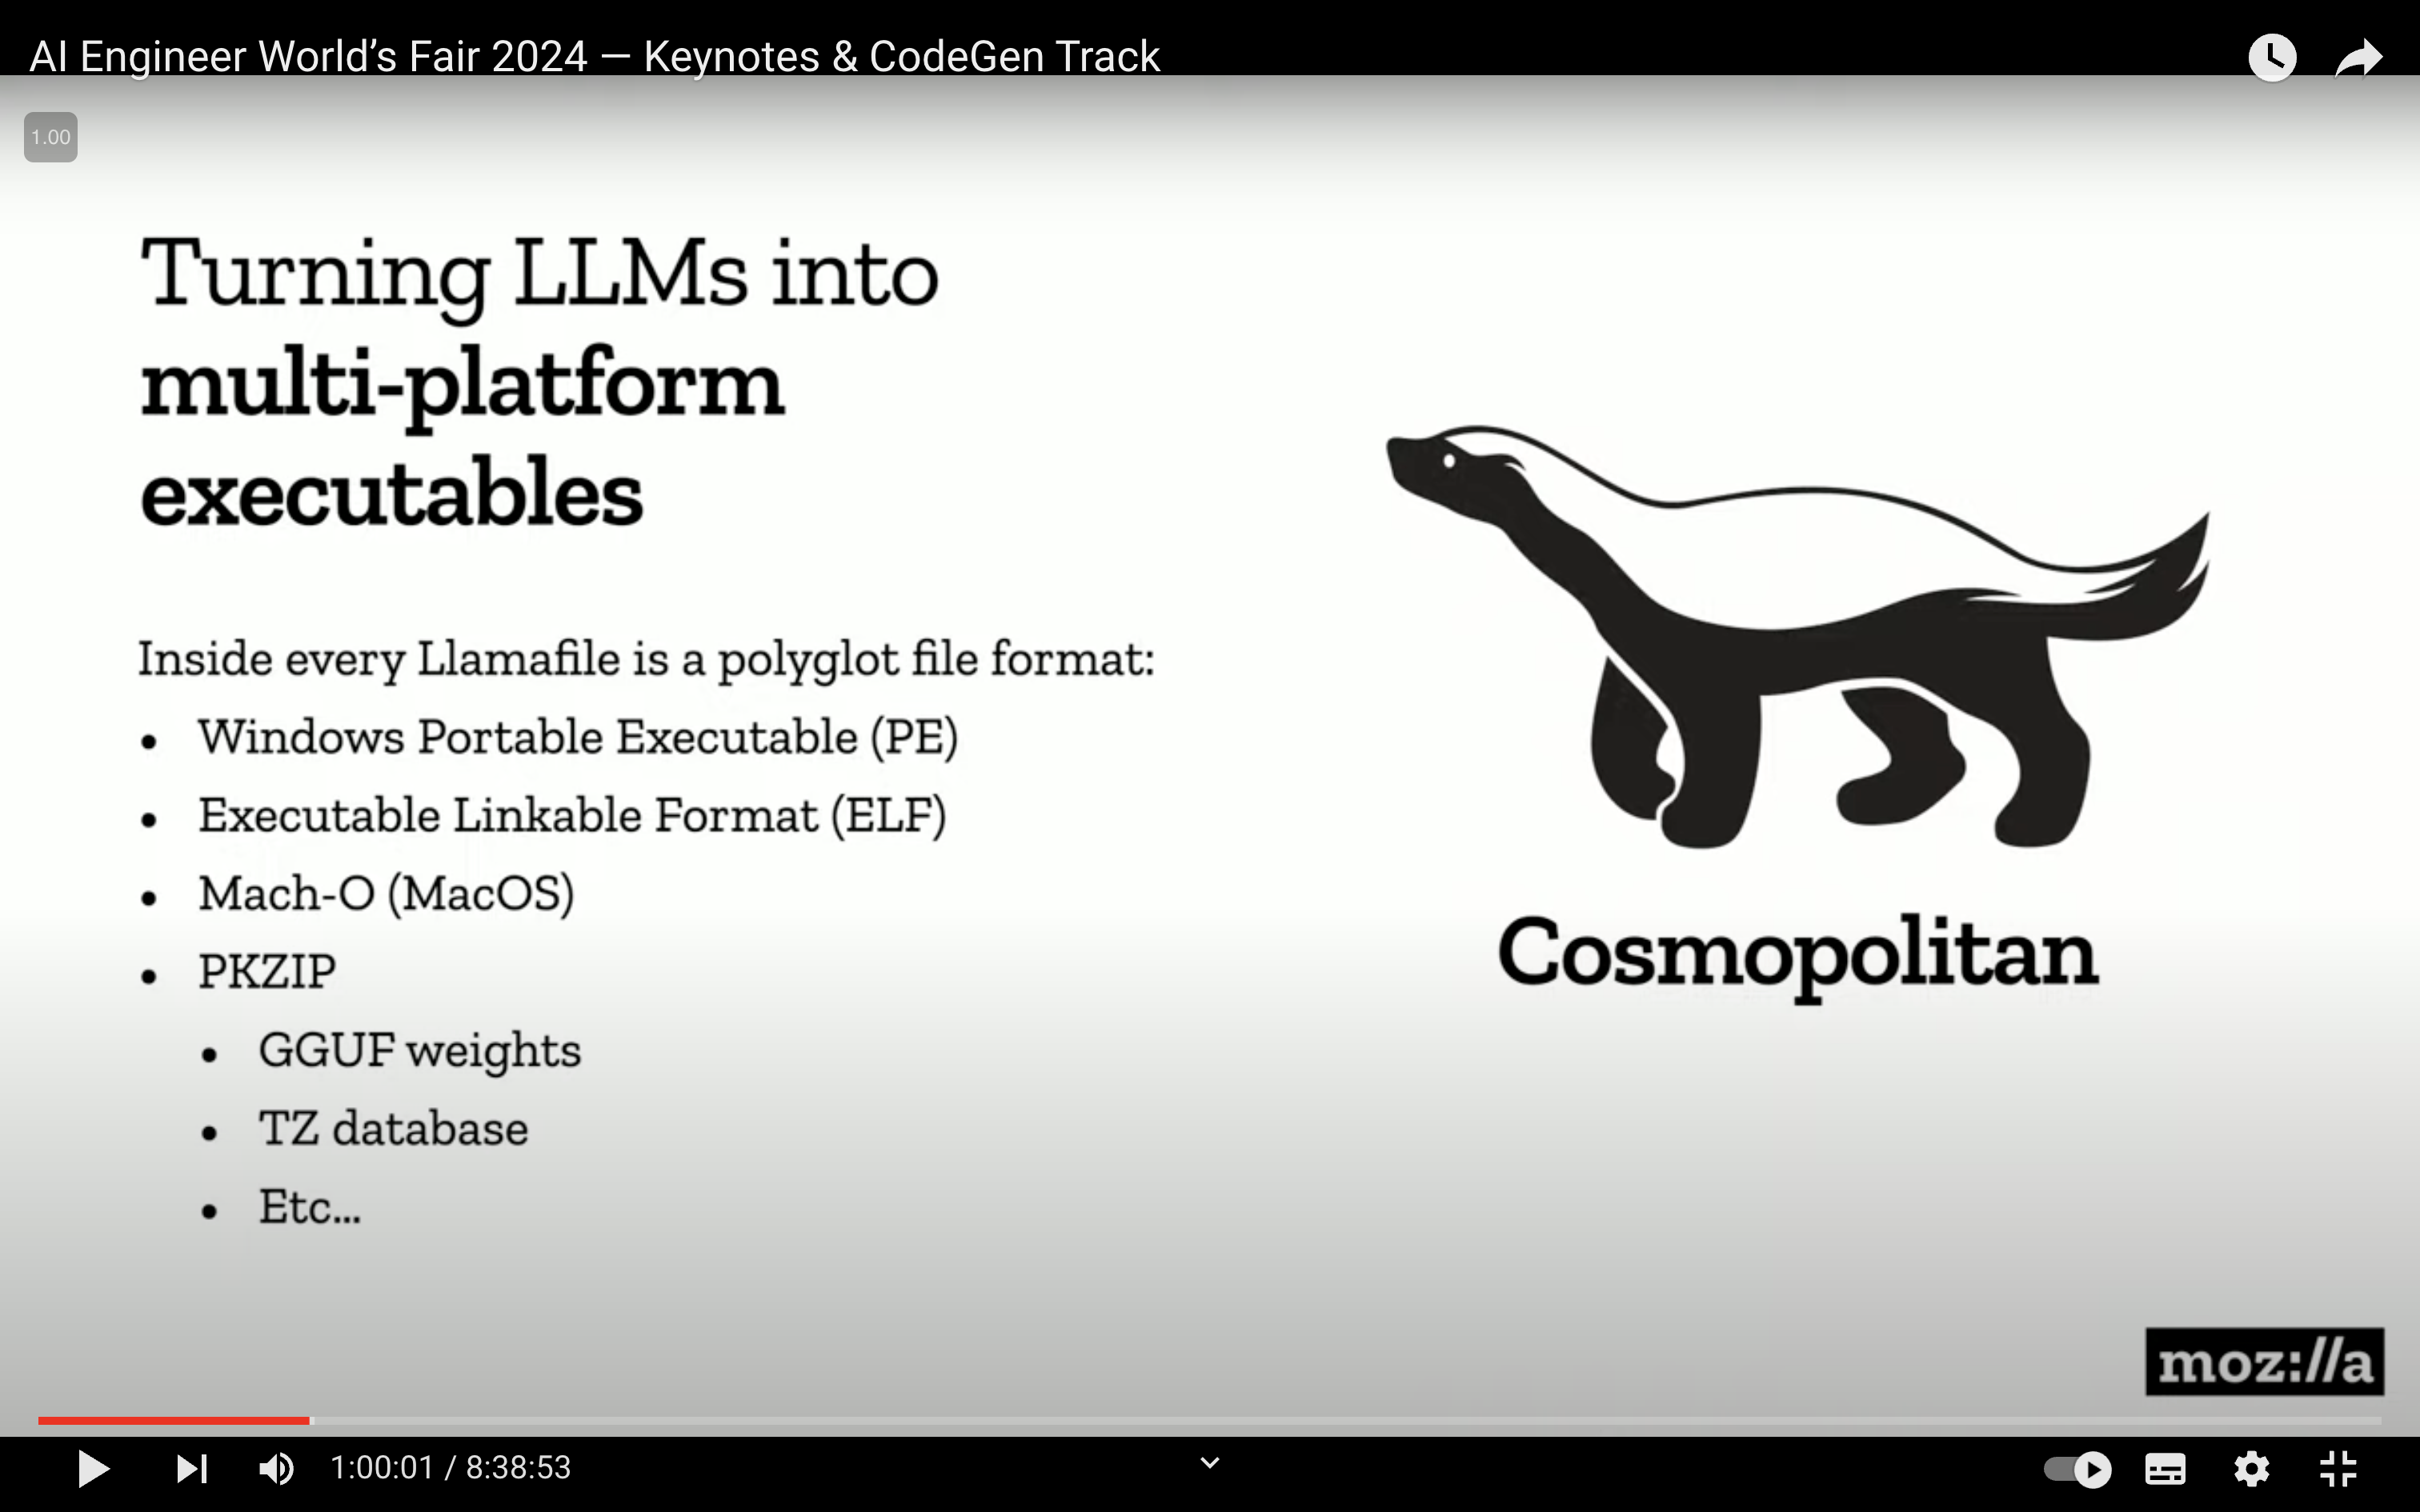 AI Engineer World’s Fair 2024 — Keynotes & CodeGen Track
1.00
Turning LLMs into
multi-platform
executables
Inside every Llamafile is a polyglot file format:
• Windows Portable Executable (PE)
• Executable Linkable Format (ELF)
• Mach-O (MacOS)
• PKZIP
• GGUF weights
• TZ database
• Etc...
Cosmopolitan
moz://a
1:00:01 / 8:38:53